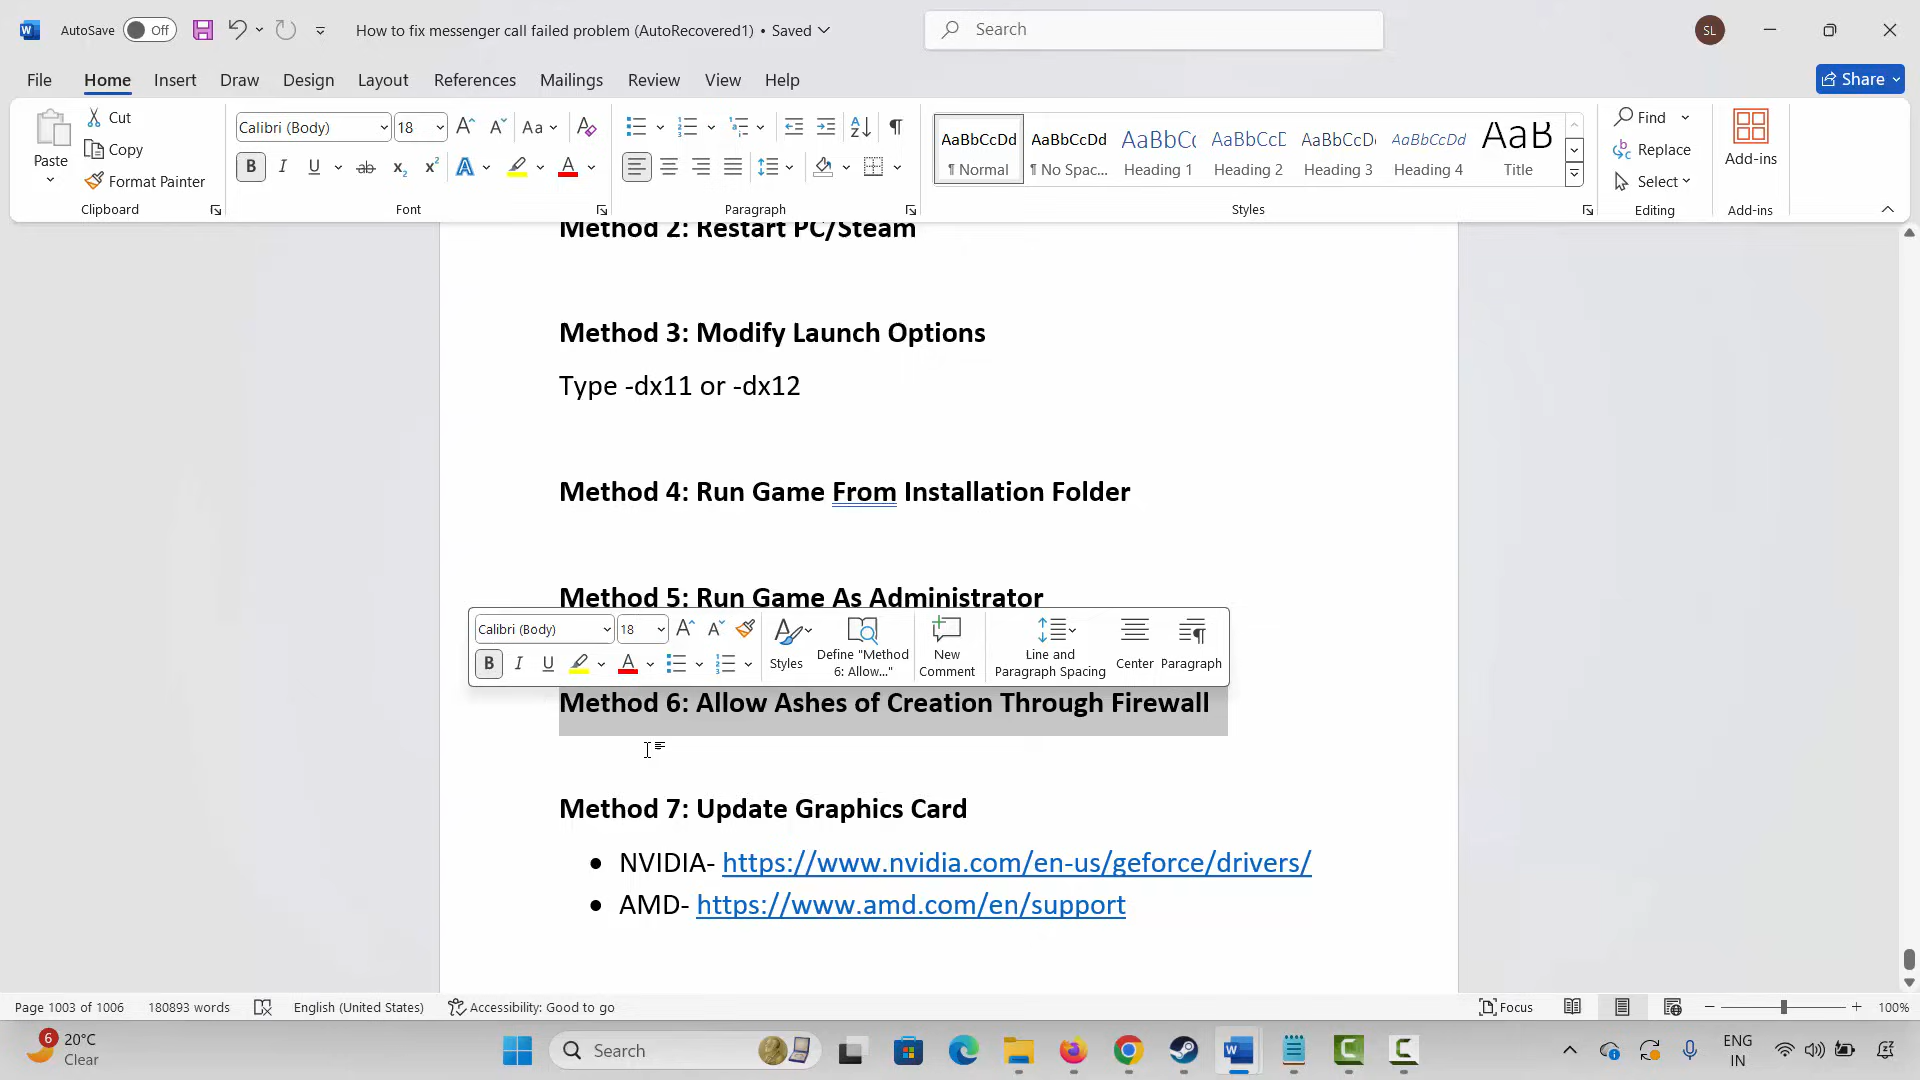 AutoSave Off How to fix messenger call failed problem (AutoRecovered1) • Saved Search SL
File Home Insert Draw Design Layout References Mailings Review View Help Share
Paste Cut Copy Format Painter Clipboard
Calibri (Body) 18 Font
Paragraph
AaBbCcDd ¶ Normal
AaBbCcDd ¶ No Spac...
AaBbCc Heading 1
AaBbCcD Heading 2
AaBbCcDd Heading 3
AaBbCcDd Heading 4
AaB Title
Styles
Find Replace Select Editing
Add-ins Add-ins
Method 2: Restart PC/Steam
Method 3: Modify Launch Options
Type -dx11 or -dx12
Method 4: Run Game From Installation Folder
Method 5: Run Game As Administrator
Calibri (Body) 18 Styles Define "Method 6: Allow..." New Comment Line and Paragraph Spacing Center Paragraph
Method 6: Allow Ashes of Creation Through Firewall
Method 7: Update Graphics Card
• NVIDIA- https://www.nvidia.com/en-us/geforce/drivers/
• AMD- https://www.amd.com/en/support
Page 1003 of 1006 180893 words English (United States) Accessibility: Good to go Focus 100%
6 20°C Clear Search ENG IN